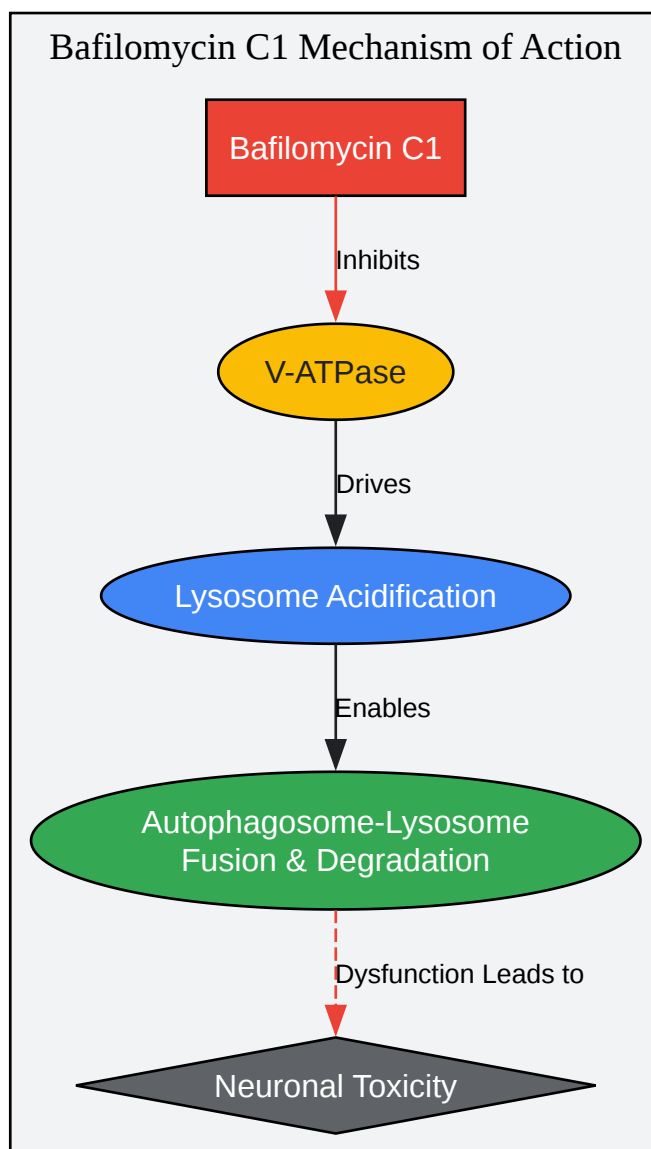 Bafilomycin C1 Mechanism of Action
Bafilomycin C1
Inhibits
V-ATPase
Drives
Lysosome Acidification
Enables
Autophagosome-Lysosome
Fusion & Degradation
Dysfunction Leads to
Neuronal Toxicity